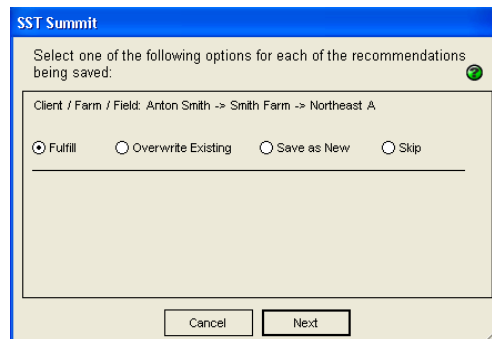 SST Summit
Select one of the following options for each of the recommendations
being saved:
Client / Farm / Field: Anton Smith -> Smith Farm -> Northeast A
Fulfill Overwrite Existing Save as New Skip
Cancel Next